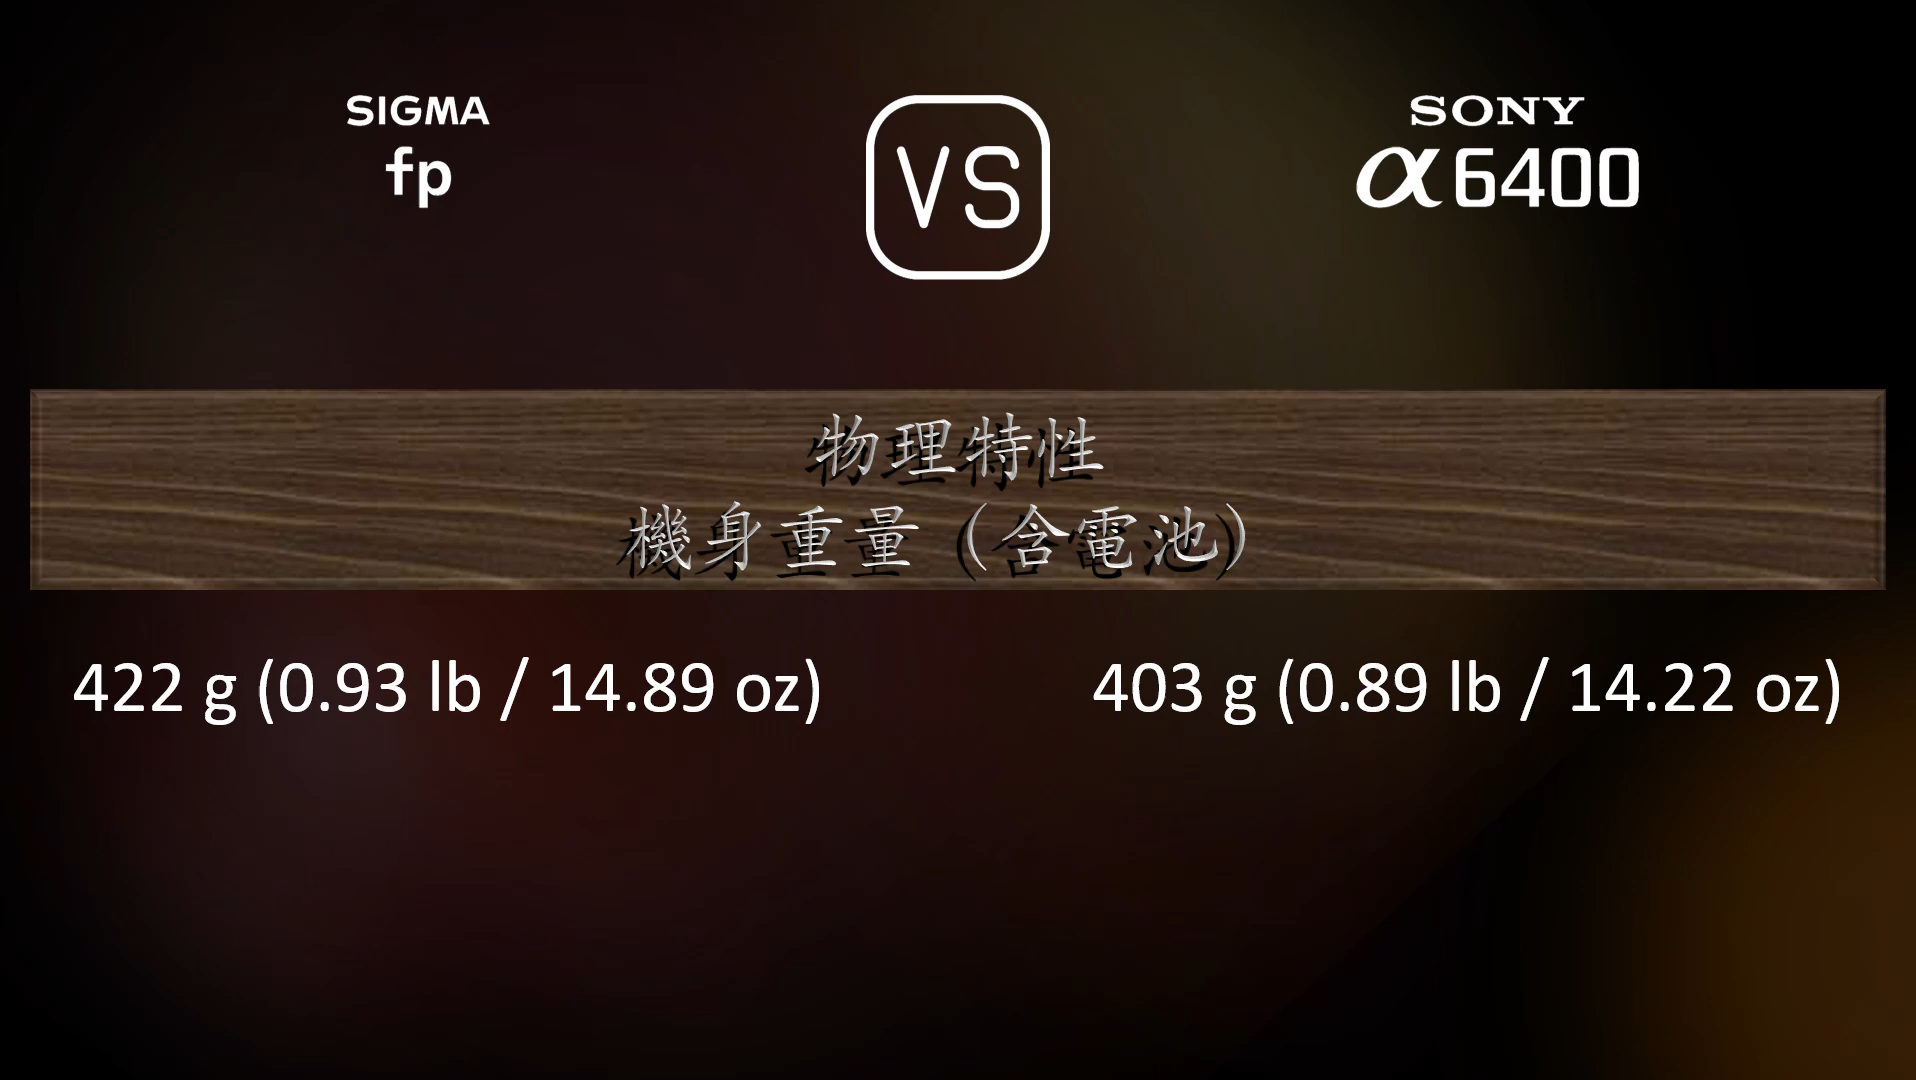 SIGMA
fp
VS
SONY
α6400
物理特性
機身重量（含電池）
422 g (0.93 lb / 14.89 oz)
403 g (0.89 lb / 14.22 oz)